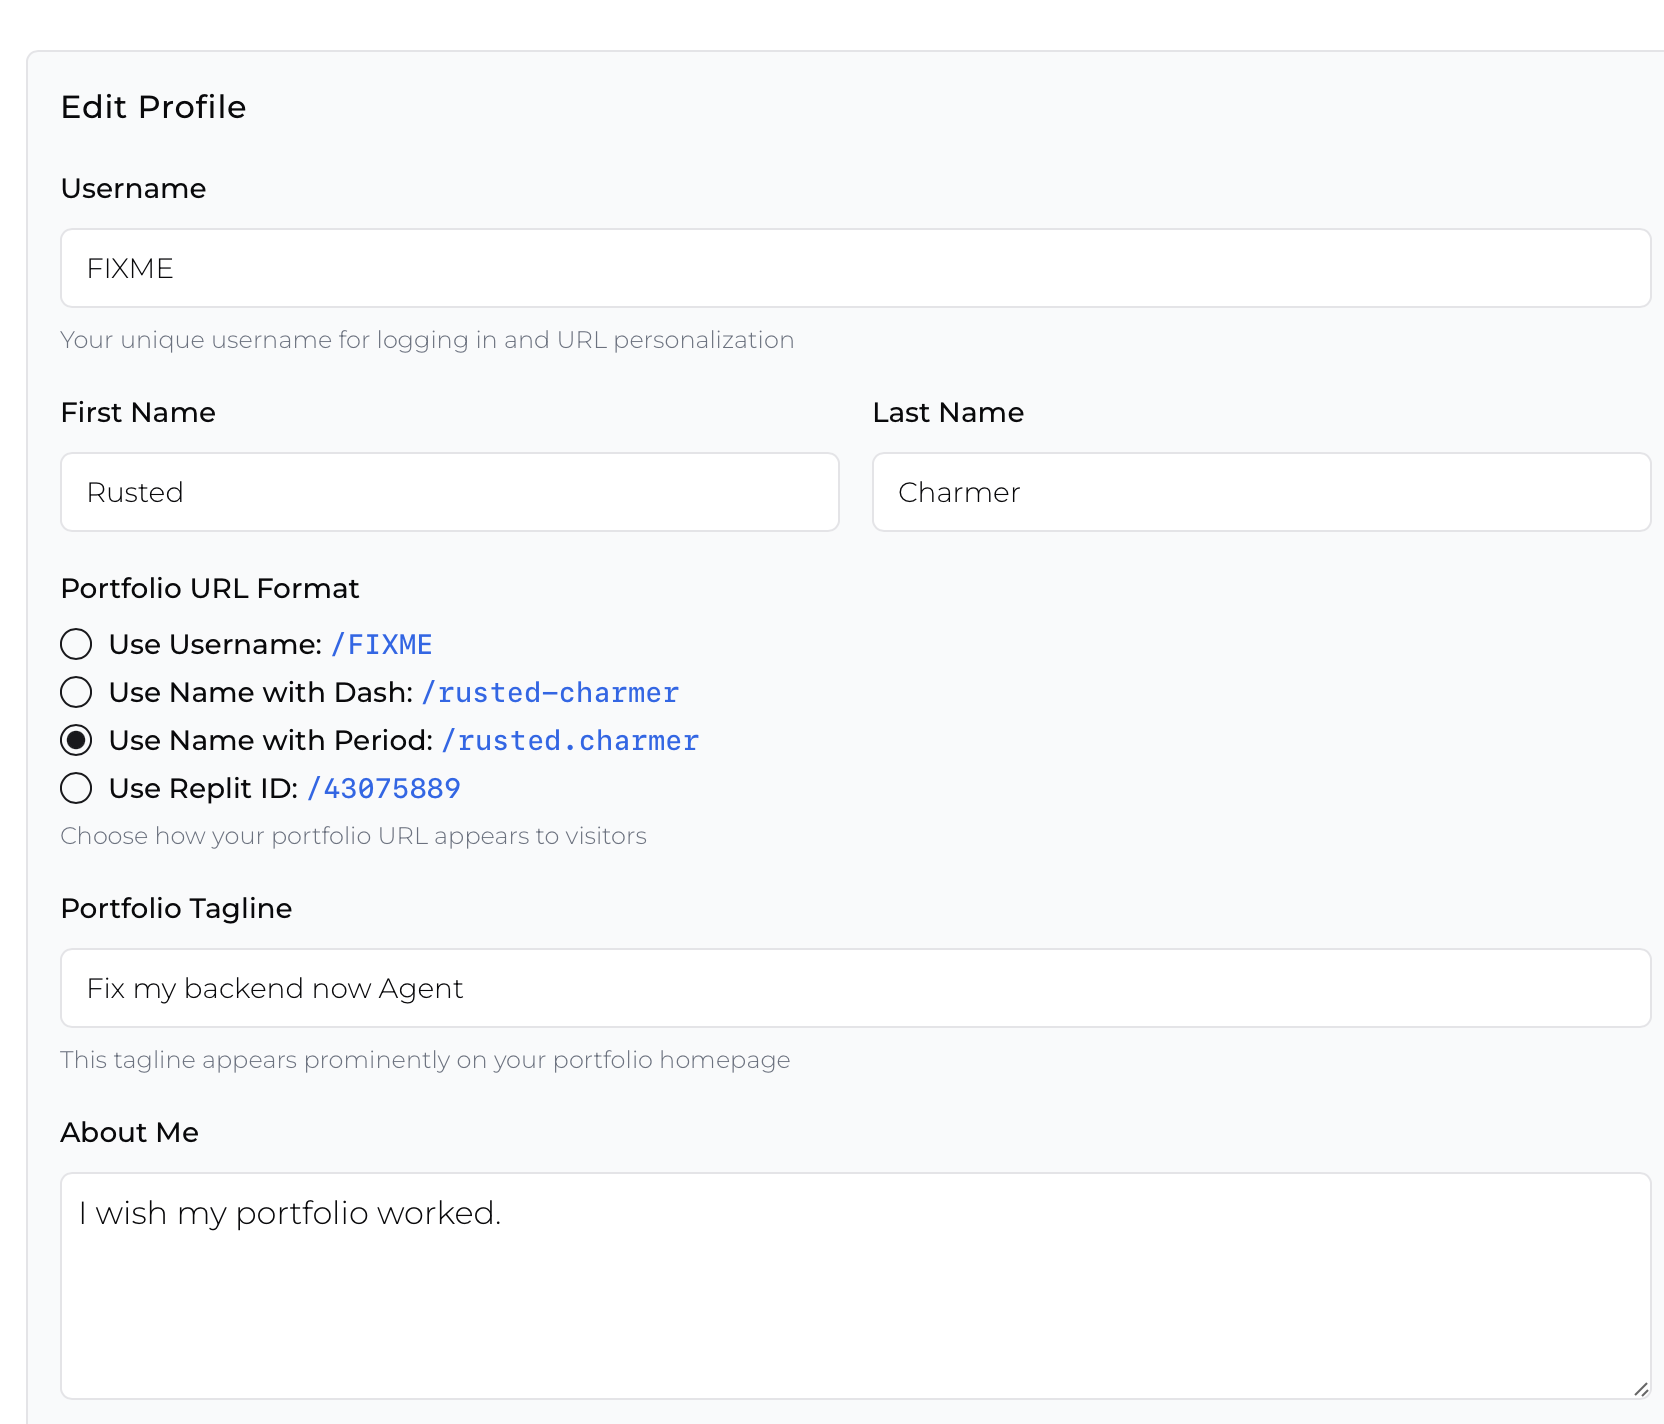 Edit Profile
Username
FIXME
Your unique username for logging in and URL personalization
First Name
Last Name
Rusted
Charmer
Portfolio URL Format
Use Username: /FIXME
Use Name with Dash: /rusted-charmer
Use Name with Period: /rusted.charmer
Use Replit ID: /43075889
Choose how your portfolio URL appears to visitors
Portfolio Tagline
Fix my backend now Agent
This tagline appears prominently on your portfolio homepage
About Me
I wish my portfolio worked.